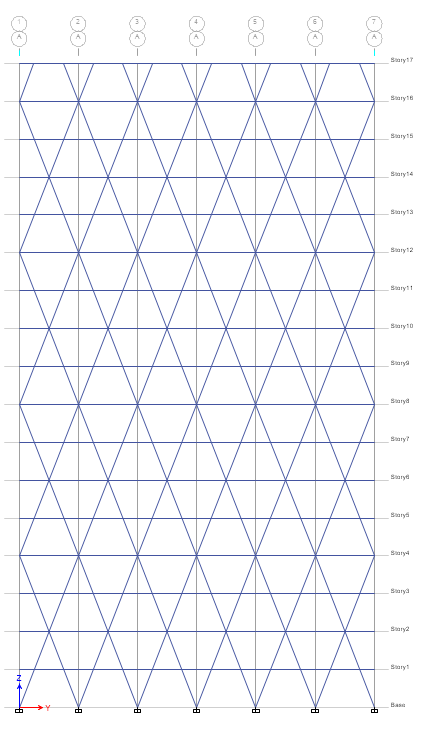 1 2 3 4 5 6 7
A A A A A A A
Story17
Story16
Story15
Story14
Story13
Story12
Story11
Story10
Story9
Story8
Story7
Story6
Story5
Story4
Story3
Story2
Story1
Z
Y
Base